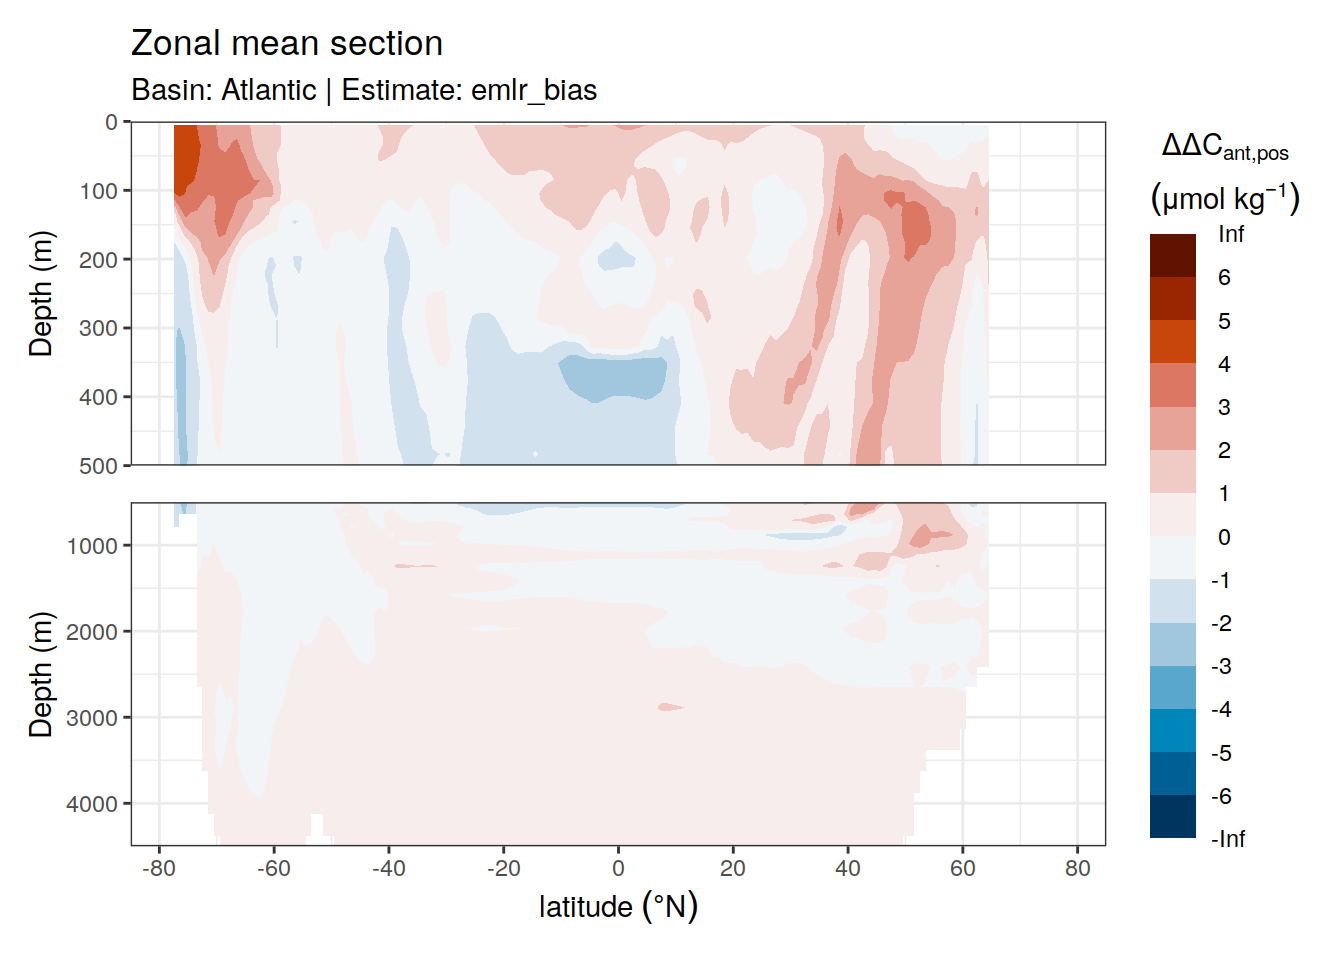 Zonal mean section
Basin: Atlantic | Estimate: emlr_bias
ΔΔC_ant,pos
(μmol kg⁻¹)
Inf
6
5
4
3
2
1
0
-1
-2
-3
-4
-5
-6
-Inf
Depth (m)
0
100
200
300
400
500
Depth (m)
1000
2000
3000
4000
-80 -60 -40 -20 0 20 40 60 80
latitude (°N)